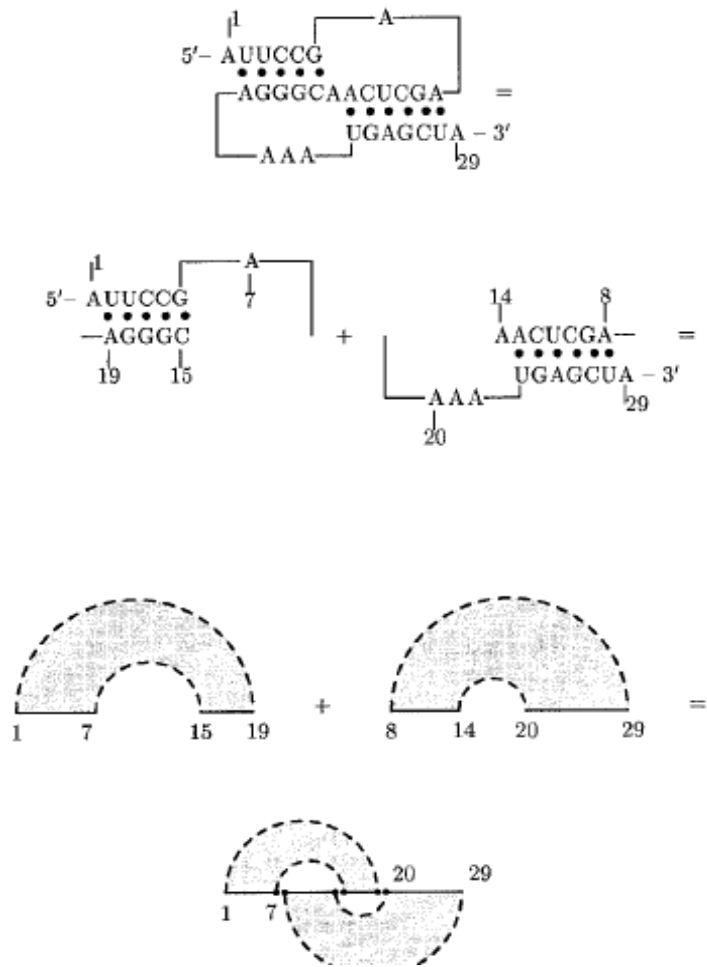 1
A
5′– AUUCCG
AGGGCAACUCGA =
UGAGCUA – 3′
AAA
29
1
A
5′– AUUCCG
7
14 8
AGGGC + AACUCGA =
19 15
UGAGCUA – 3′
AAA
29
20
+ =
1 7 15 19 8 14 20 29
20 29
1 7